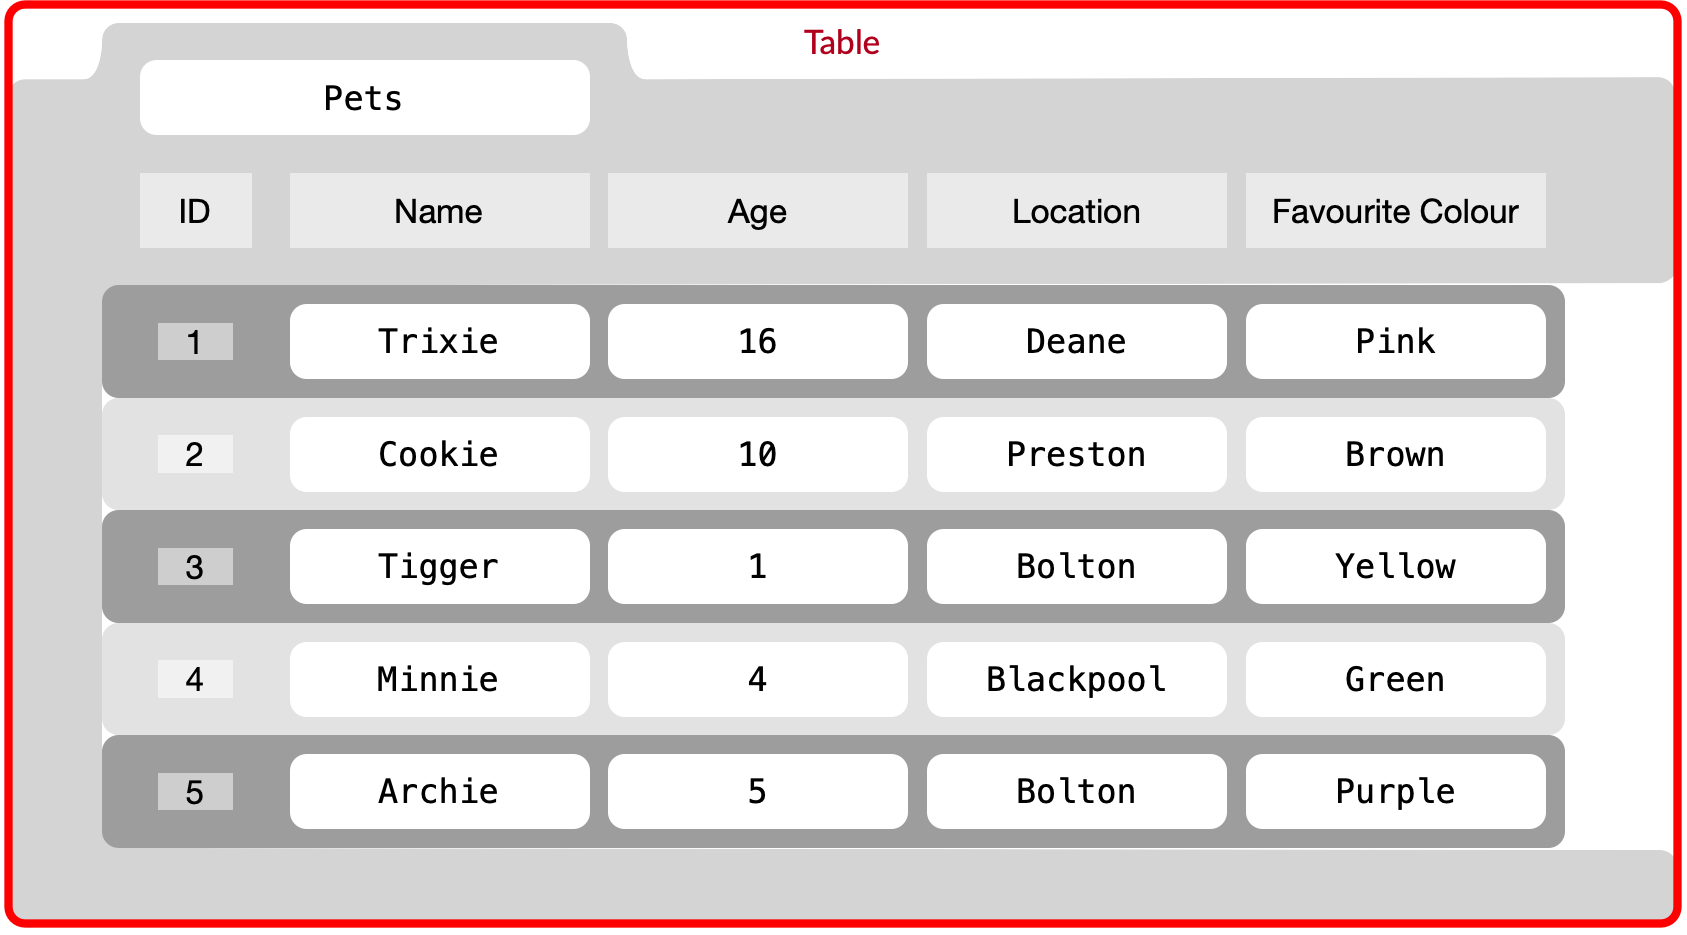 Table
Pets
ID Name Age Location Favourite Colour
1 Trixie 16 Deane Pink
2 Cookie 10 Preston Brown
3 Tigger 1 Bolton Yellow
4 Minnie 4 Blackpool Green
5 Archie 5 Bolton Purple